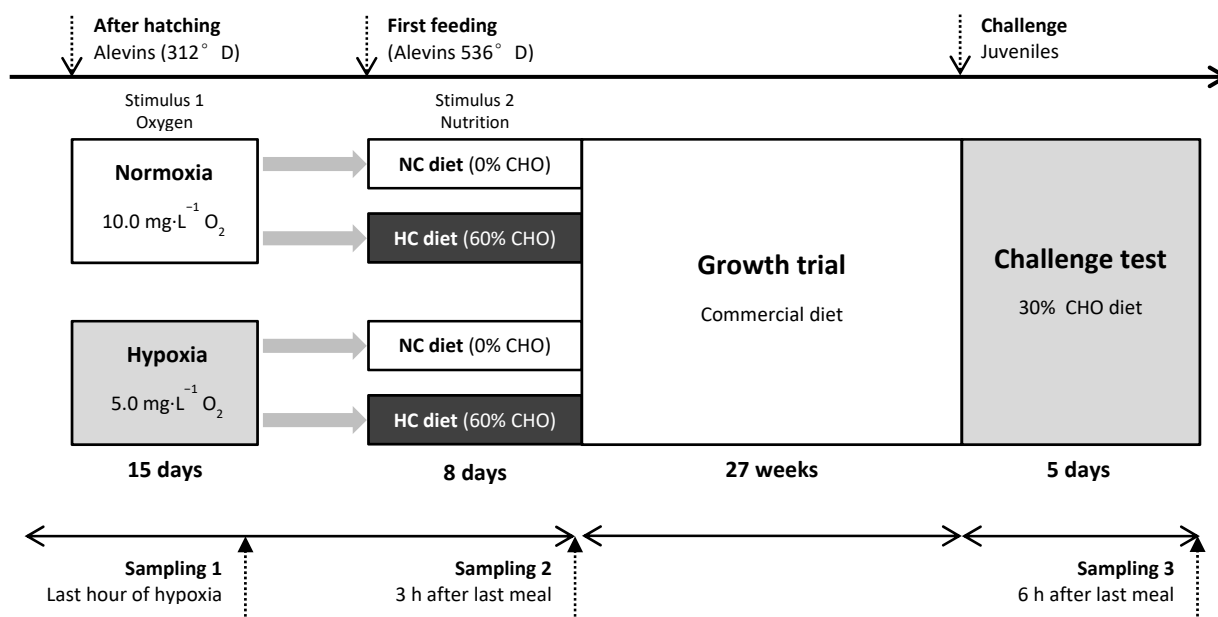 After hatching
Alevins (312° D)
First feeding
(Alevins 536° D)
Challenge
Juveniles
Stimulus 1
Oxygen
Stimulus 2
Nutrition
Normoxia
10.0 mg·L⁻¹ O₂
NC diet (0% CHO)
HC diet (60% CHO)
Hypoxia
5.0 mg·L⁻¹ O₂
NC diet (0% CHO)
HC diet (60% CHO)
Growth trial
Commercial diet
Challenge test
30% CHO diet
15 days
8 days
27 weeks
5 days
Sampling 1
Last hour of hypoxia
Sampling 2
3 h after last meal
Sampling 3
6 h after last meal